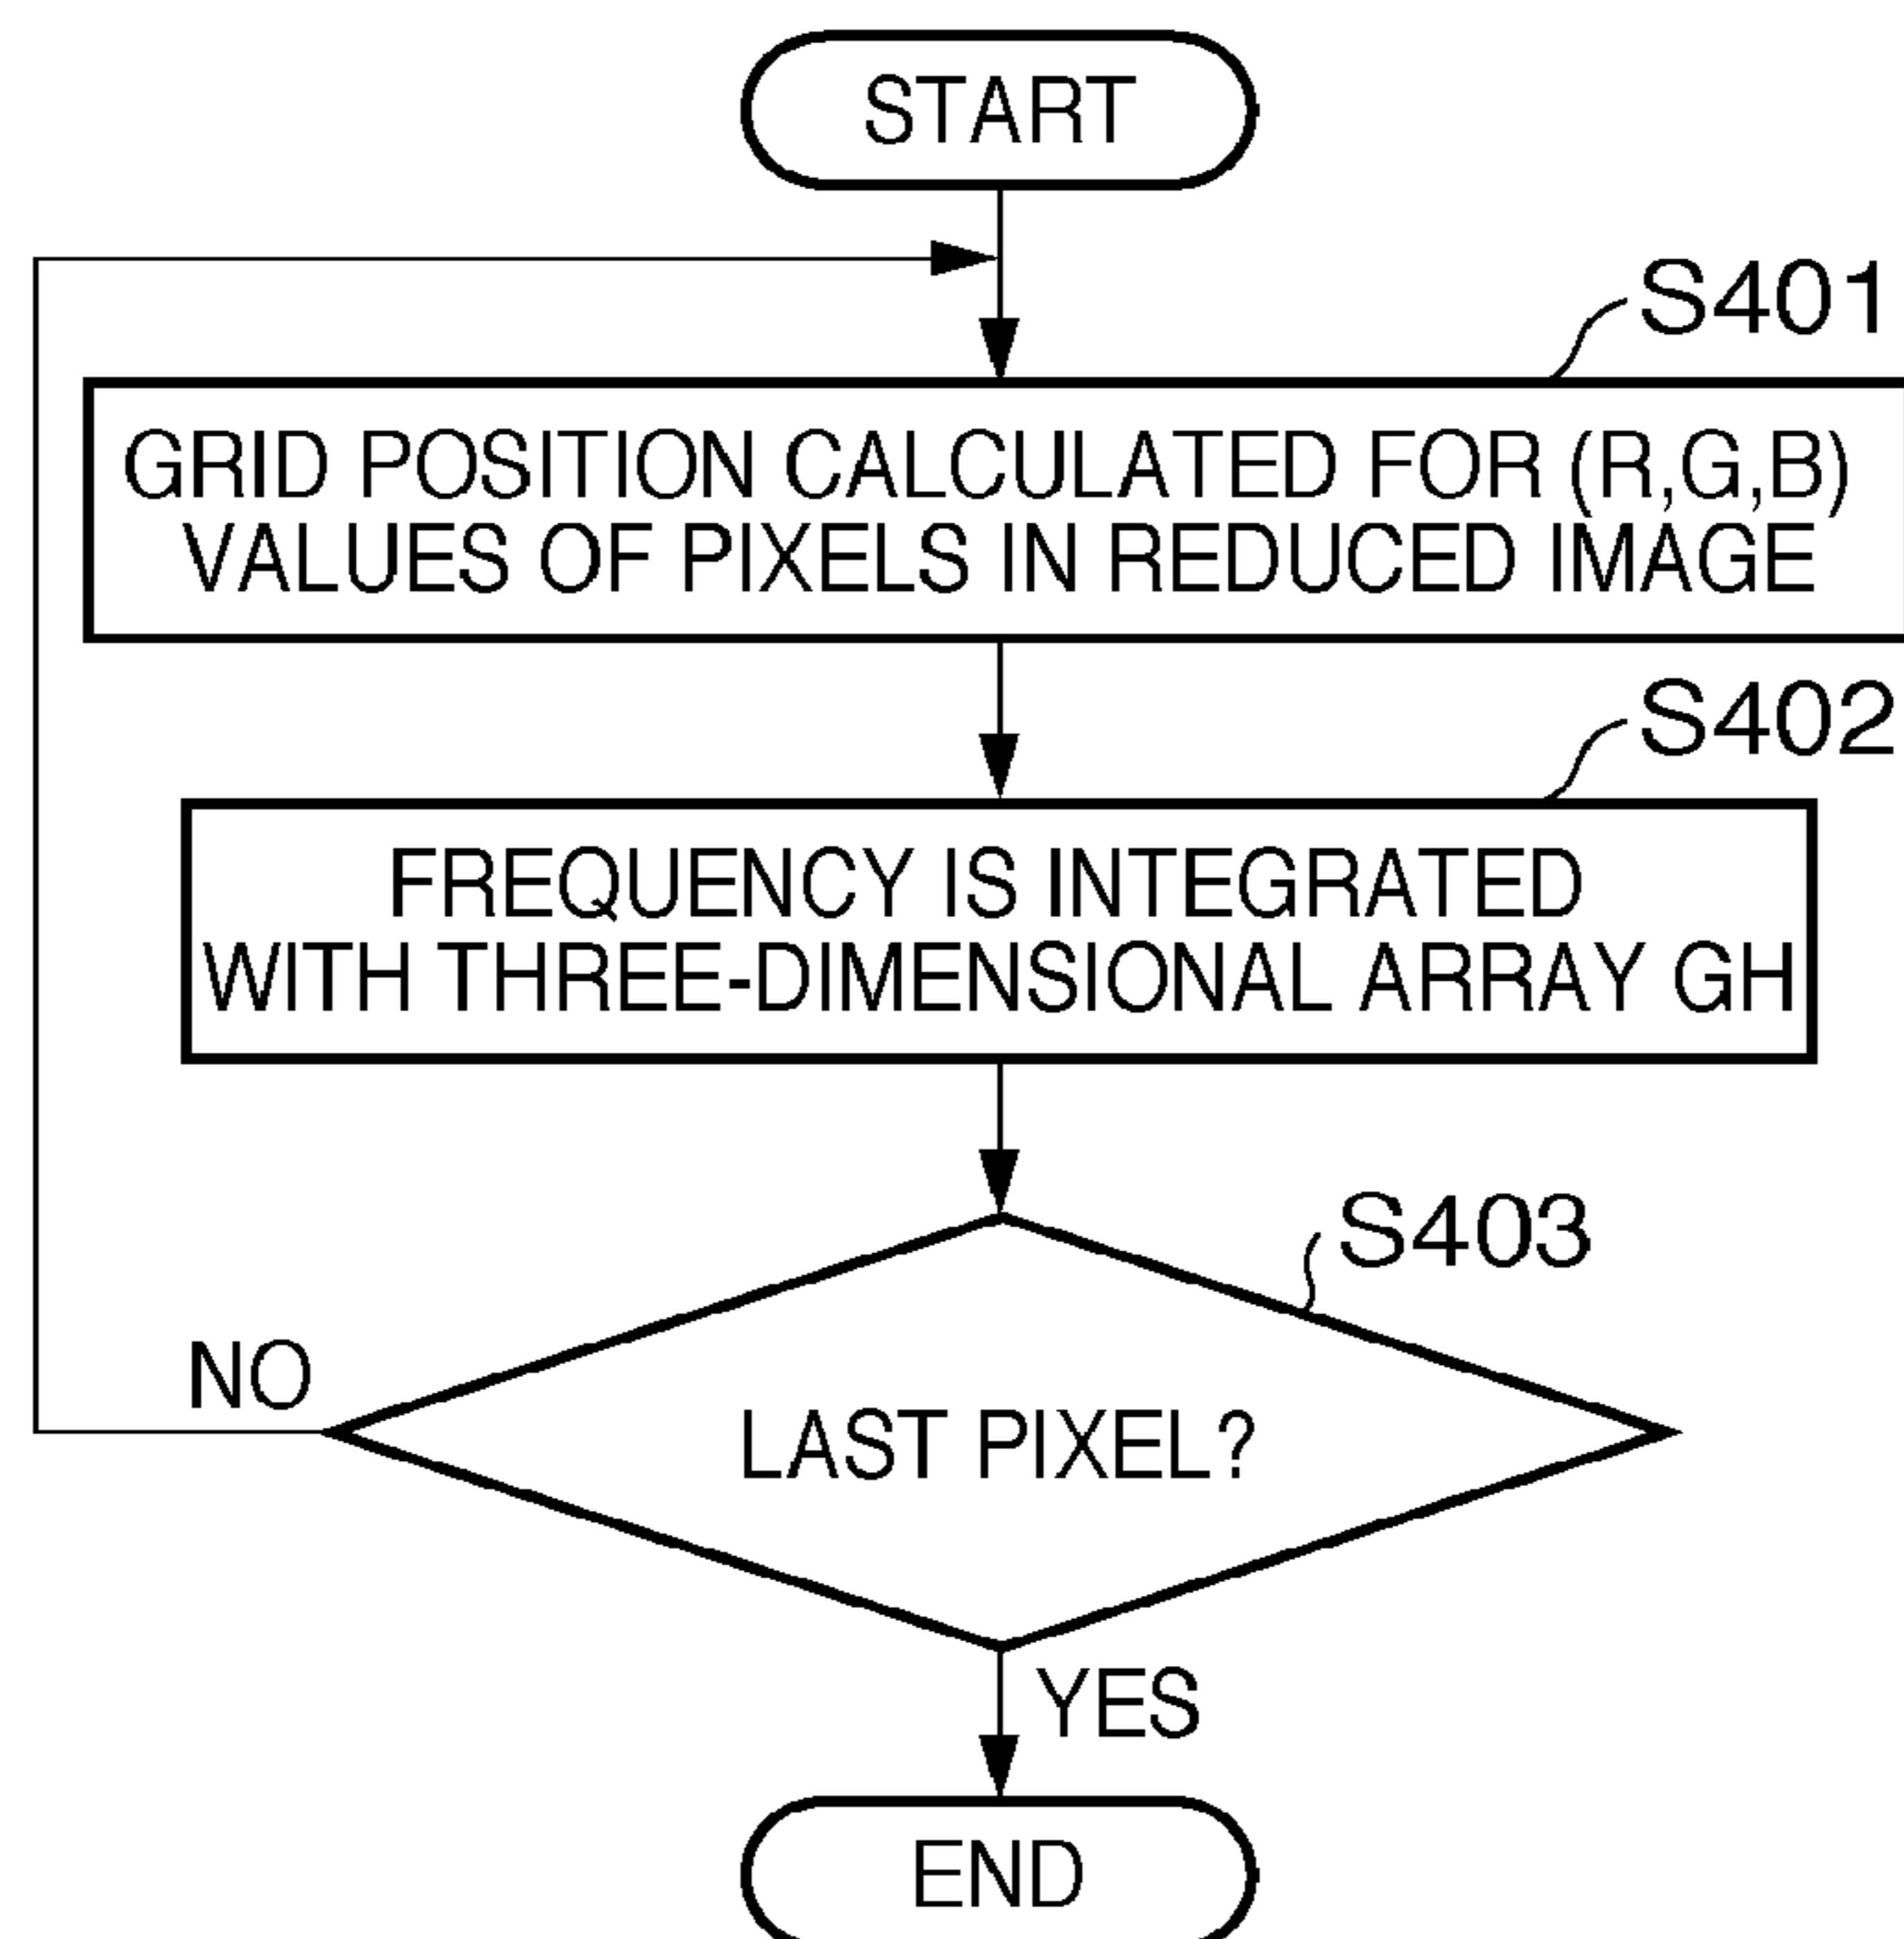 START
S401
GRID POSITION CALCULATED FOR (R,G,B)
VALUES OF PIXELS IN REDUCED IMAGE
S402
FREQUENCY IS INTEGRATED
WITH THREE-DIMENSIONAL ARRAY GH
S403
NO
LAST PIXEL?
YES
END